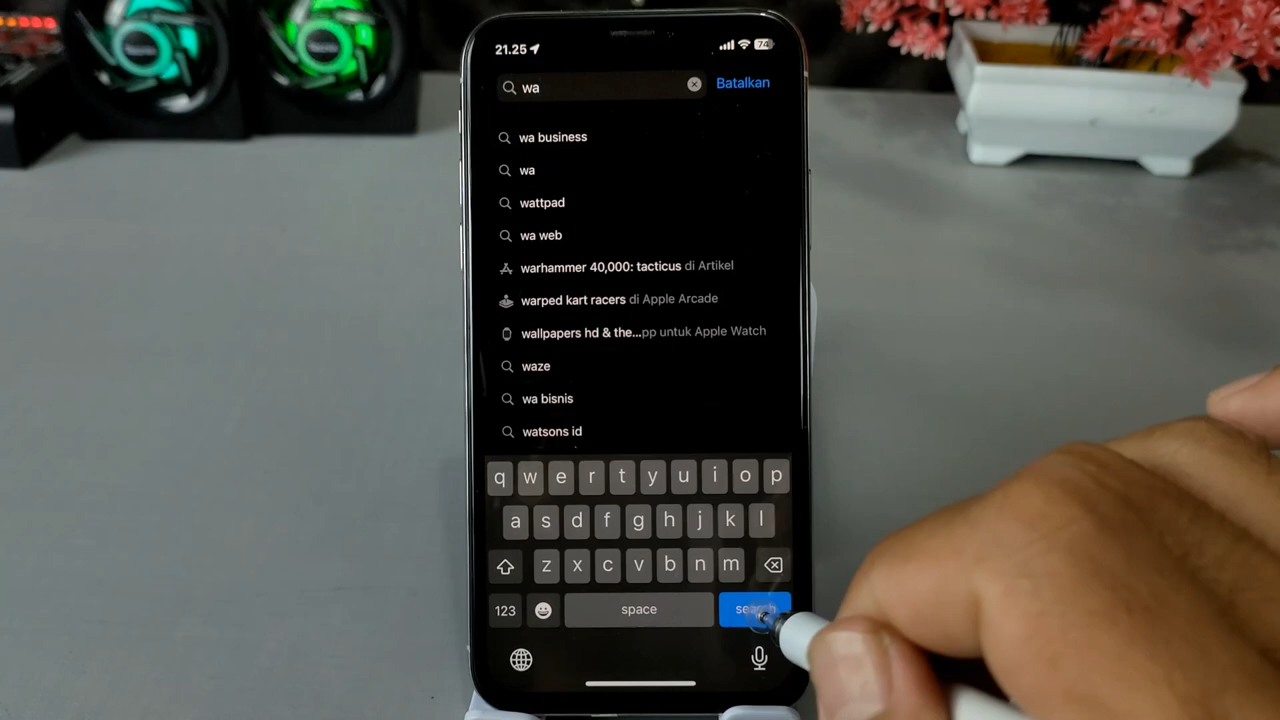 21.25
74
wa
Batalkan
wa business
wa
wattpad
wa web
warhammer 40,000: tacticus di Artikel
warped kart racers di Apple Arcade
wallpapers hd & the...pp untuk Apple Watch
waze
wa bisnis
watsons id
q w e r t y u i o p
a s d f g h j k l
z x c v b n m
123 space search